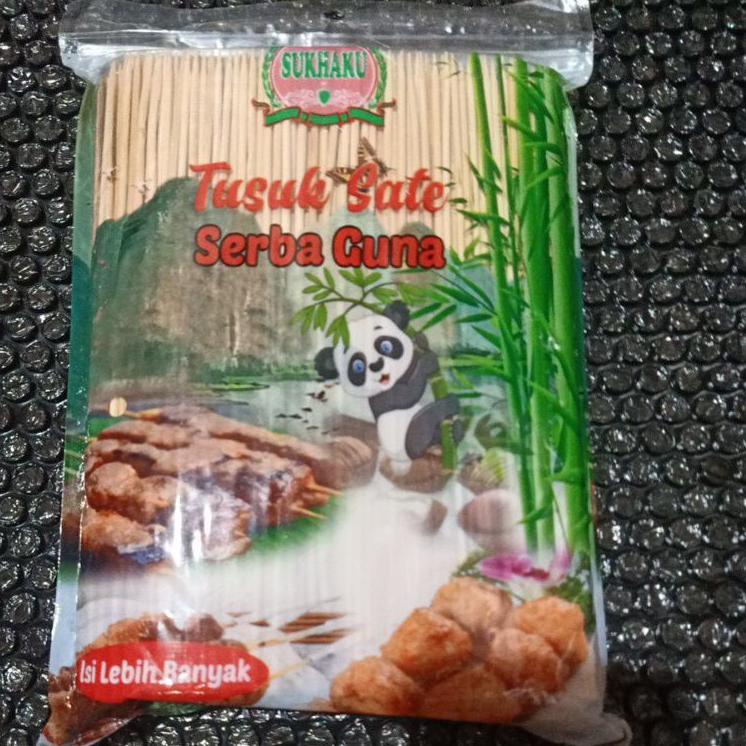 SUKHAKU
Tusuk Sate
Serba Guna
Isi Lebih Banyak